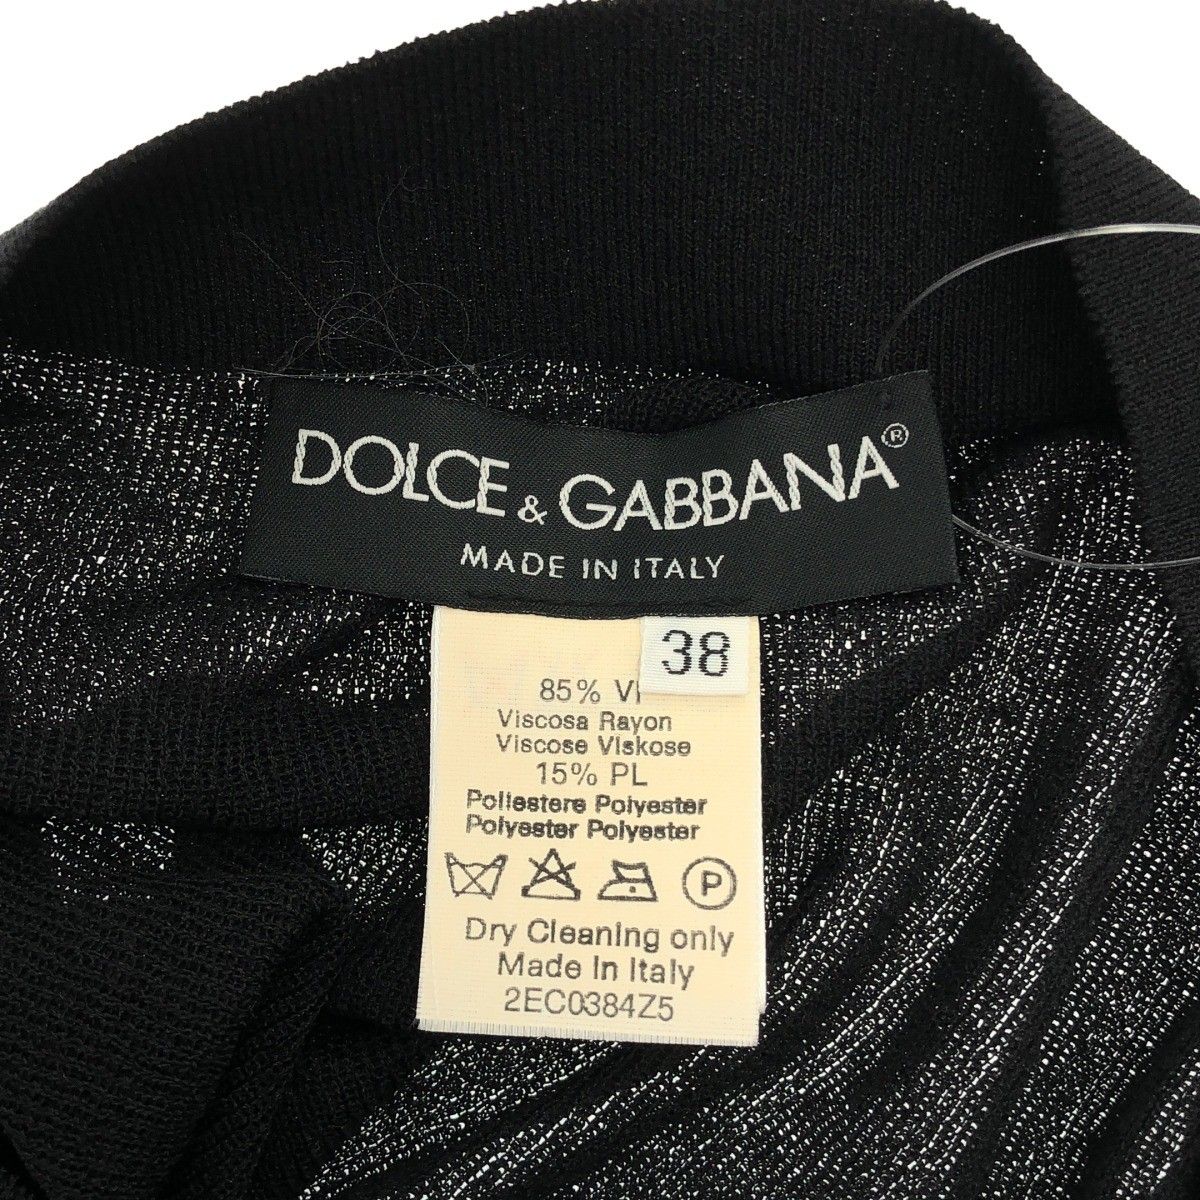 DOLCE & GABBANA®
MADE IN ITALY
38
85% VI
Viscosa Rayon
Viscose Viskose
15% PL
Poliestere Polyester
Polyester Polyester
P
Dry Cleaning only
Made In Italy
2EC0384Z5